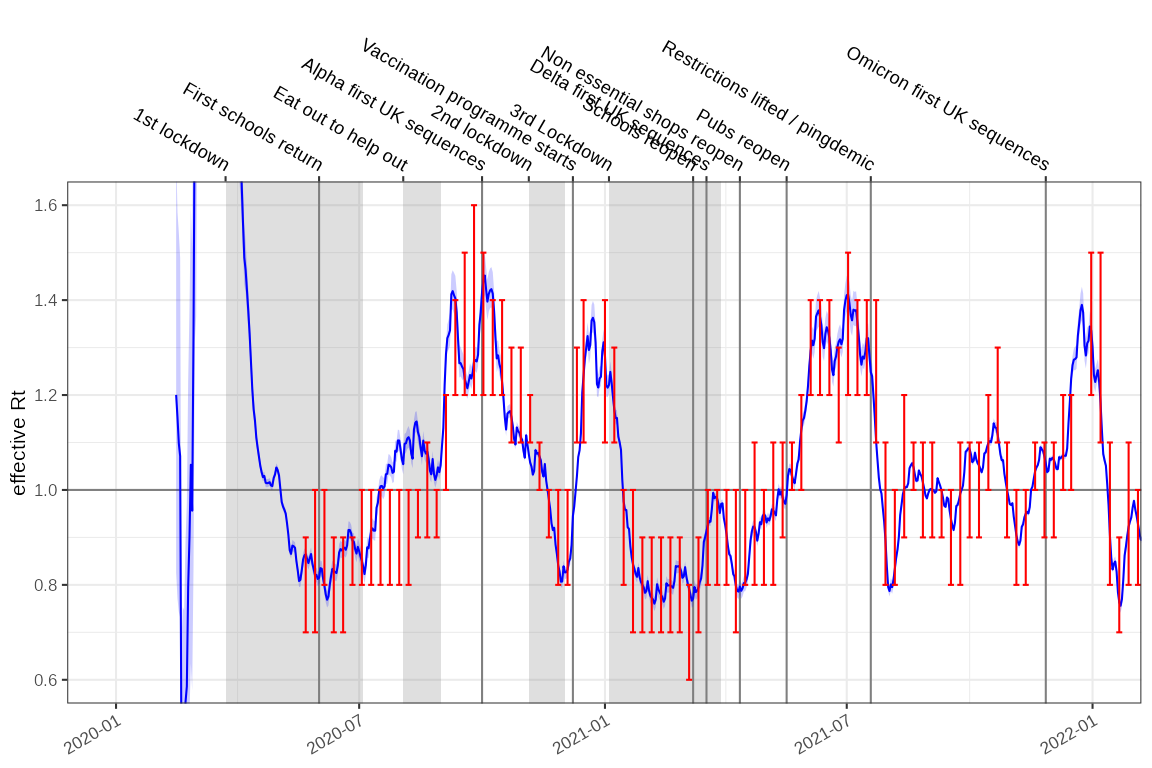 1st lockdown
First schools return
Eat out to help out
Alpha first UK sequences
2nd lockdown
Vaccination programme starts
3rd Lockdown
Schools reopen
Delta first UK sequences
Non essential shops reopen
Pubs reopen
Restrictions lifted / pingdemic
Omicron first UK sequences
effective Rt
1.6
1.4
1.2
1.0
0.8
0.6
2020-01
2020-07
2021-01
2021-07
2022-01